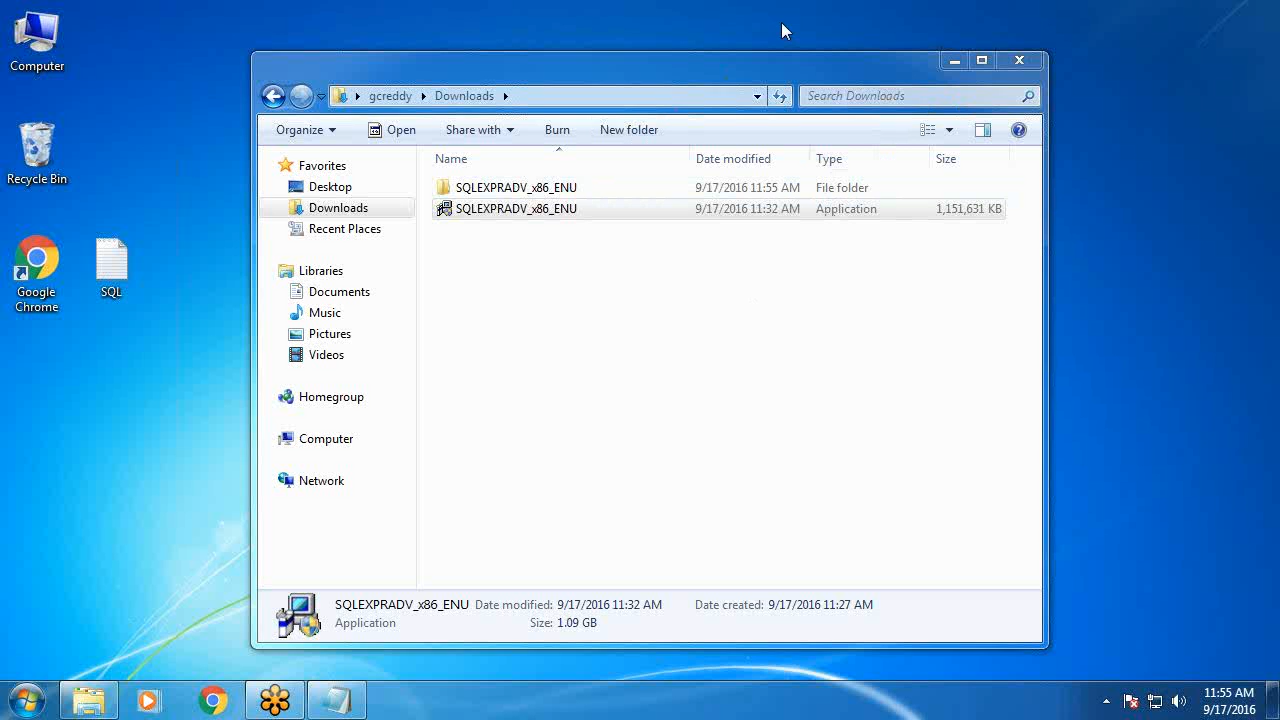 Computer
Recycle Bin
Google Chrome
SQL
gcreddy Downloads
Search Downloads
Organize Open Share with Burn New folder
Name Date modified Type Size
SQLEXPRADV_x86_ENU 9/17/2016 11:55 AM File folder
SQLEXPRADV_x86_ENU 9/17/2016 11:32 AM Application 1,151,631 KB
Favorites
Desktop
Downloads
Recent Places
Libraries
Documents
Music
Pictures
Videos
Homegroup
Computer
Network
SQLEXPRADV_x86_ENU Date modified: 9/17/2016 11:32 AM Date created: 9/17/2016 11:27 AM
Application Size: 1.09 GB
11:55 AM
9/17/2016